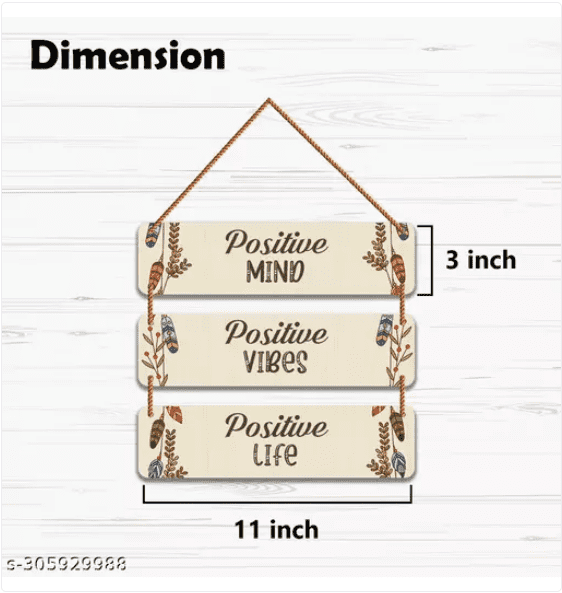 Dimension
Positive
MIND
3 inch
Positive
VIBES
Positive
LIFE
11 inch
s-305929988